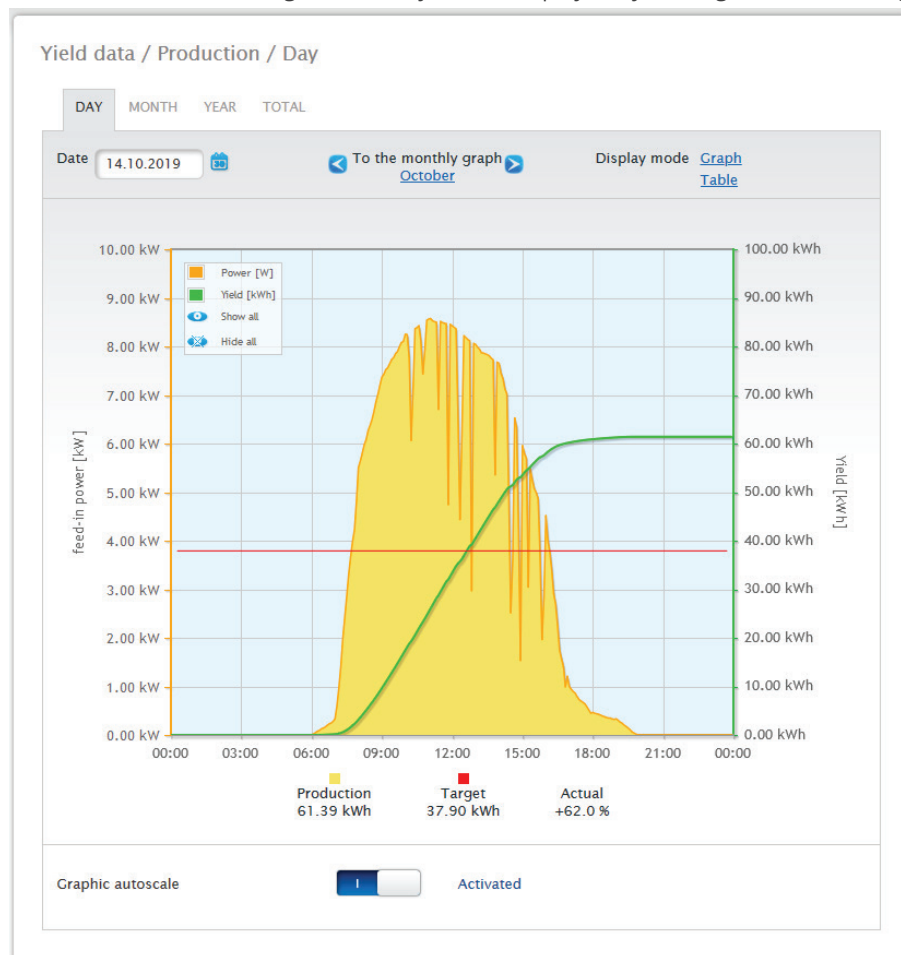 Yield data / Production / Day
DAY MONTH YEAR TOTAL
Date 14.10.2019 30 To the monthly graph Display mode Graph
October Table
10.00 kW 100.00 kWh
Power [W]
Yield [kWh]
9.00 kW 90.00 kWh
Show all
Hide all
8.00 kW 80.00 kWh
7.00 kW 70.00 kWh
6.00 kW 60.00 kWh
feed-in power [kW] Yield [kWh]
5.00 kW 50.00 kWh
4.00 kW 40.00 kWh
3.00 kW 30.00 kWh
2.00 kW 20.00 kWh
1.00 kW 10.00 kWh
0.00 kW 0.00 kWh
00:00 03:00 06:00 09:00 12:00 15:00 18:00 21:00 00:00
Production Target Actual
61.39 kWh 37.90 kWh +62.0 %
Graphic autoscale I Activated